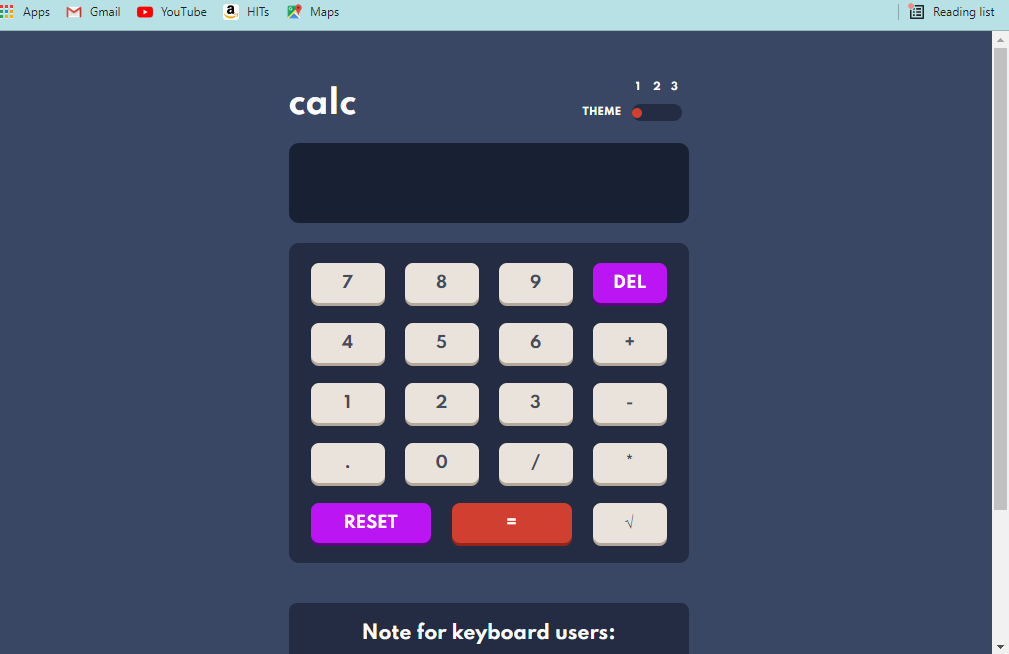 Apps Gmail YouTube HITs Maps Reading list
1 2 3
calc
THEME
7 8 9 DEL
4 5 6 +
1 2 3 -
. 0 / *
RESET = √
Note for keyboard users: